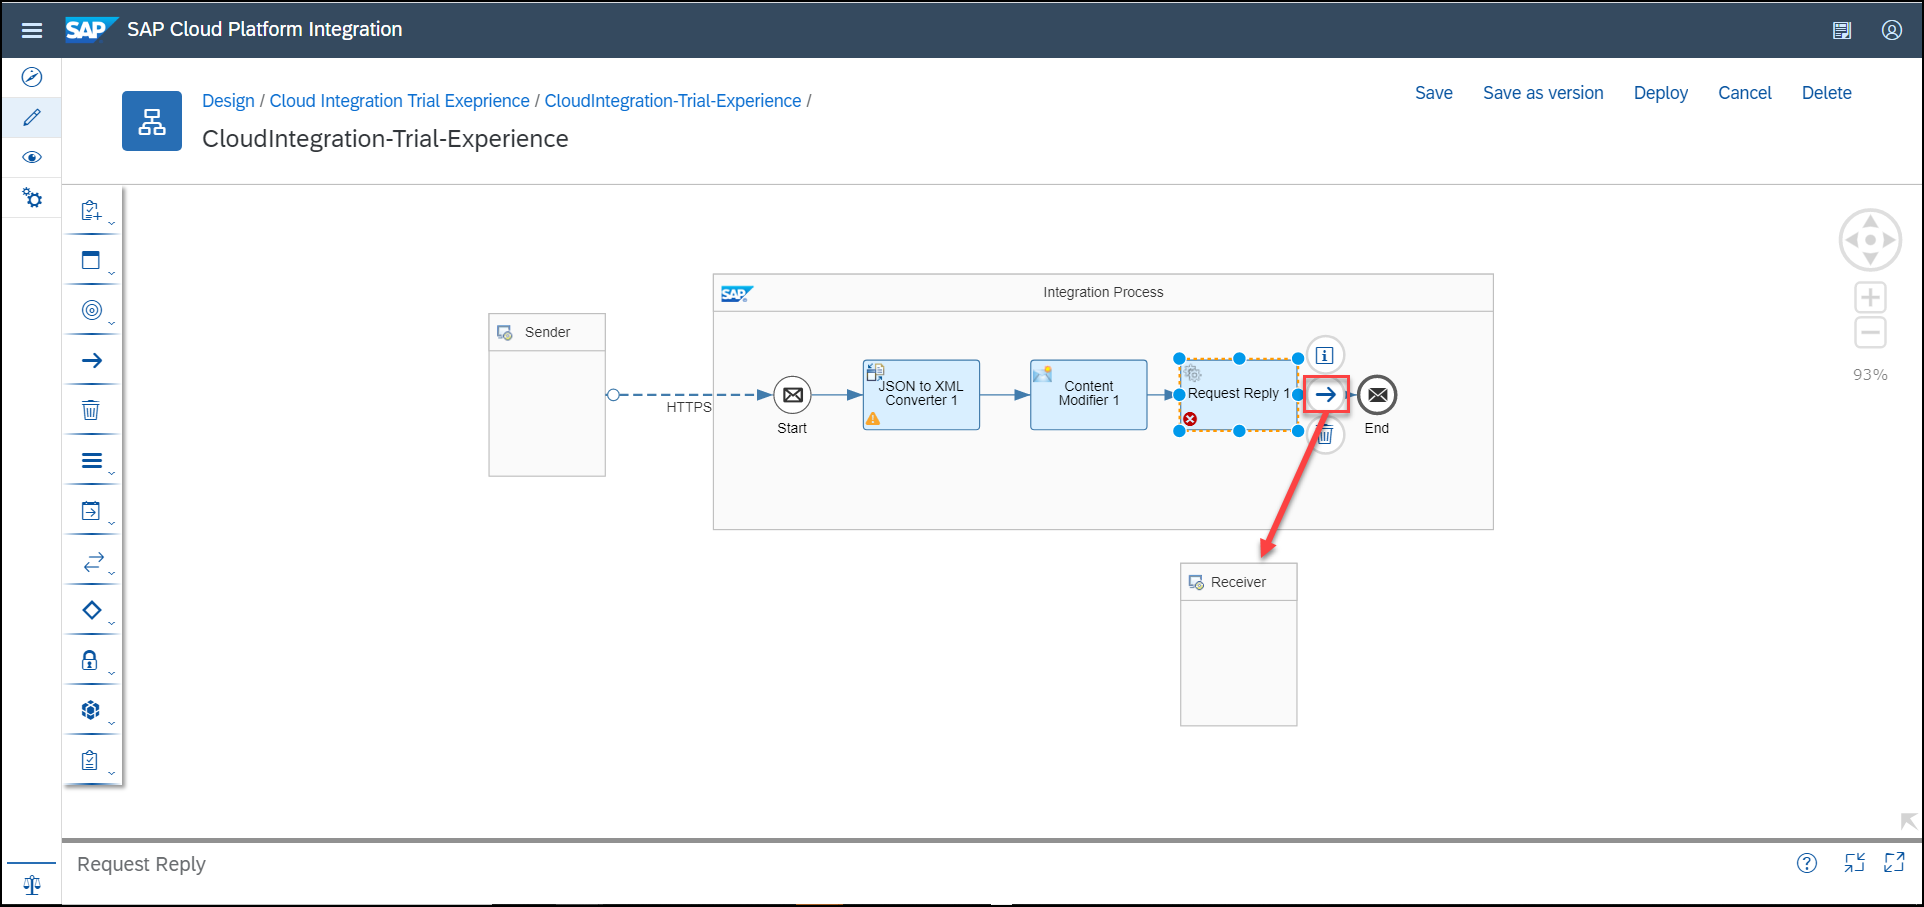 SAP SAP Cloud Platform Integration
Design / Cloud Integration Trial Exeprience / CloudIntegration-Trial-Experience /
CloudIntegration-Trial-Experience
Save Save as version Deploy Cancel Delete
SAP Integration Process
Sender
HTTPS
Start
JSON to XML
Converter 1
Content
Modifier 1
Request Reply 1
End
Receiver
93%
Request Reply